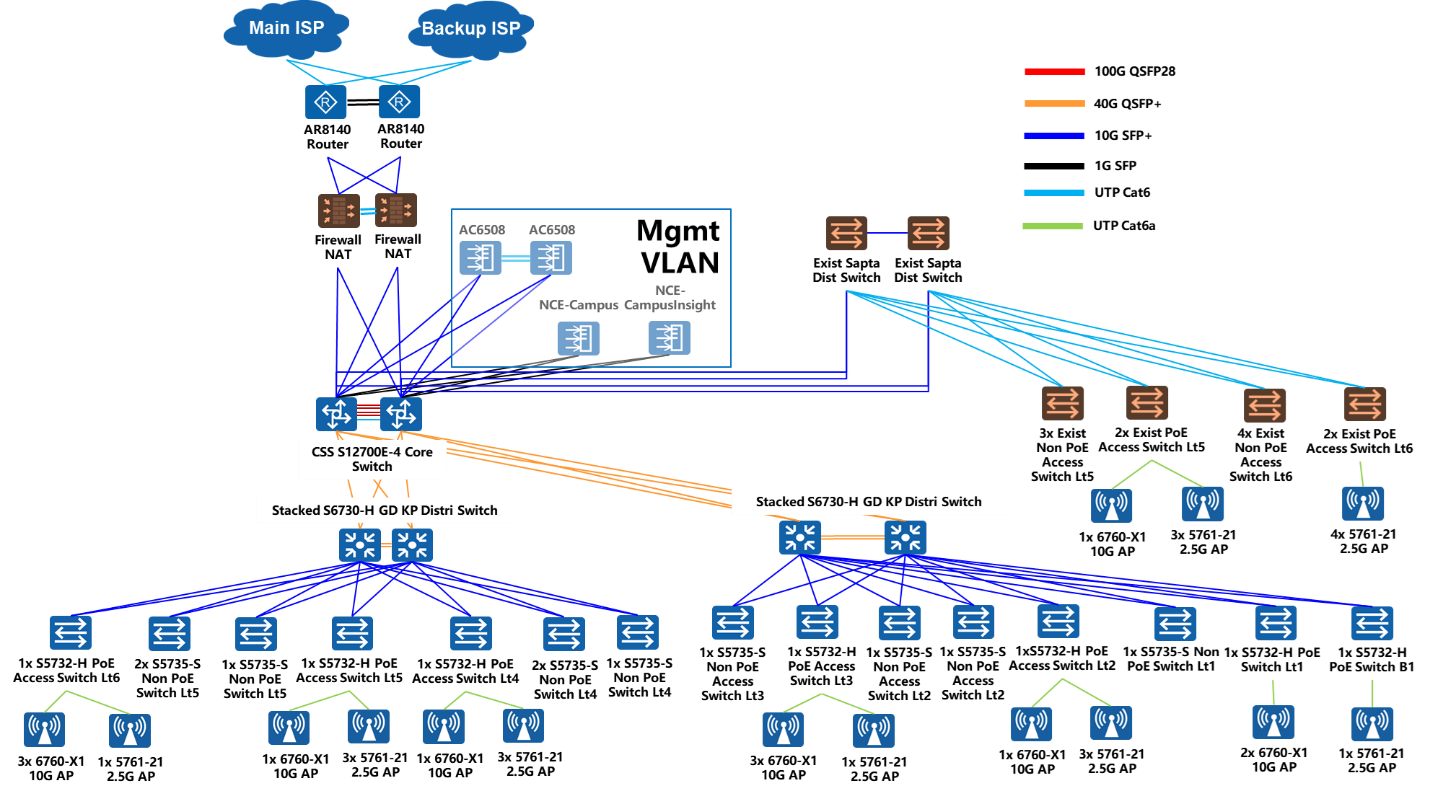 Main ISP
Backup ISP
100G QSFP28
40G QSFP+
10G SFP+
1G SFP
UTP Cat6
UTP Cat6a
R
R
AR8140
Router
AR8140
Router
Firewall
NAT
Firewall
NAT
Mgmt
VLAN
AC6508
AC6508
NCE-Campus
NCE-
CampusInsight
Exist Sapta
Dist Switch
Exist Sapta
Dist Switch
CSS S12700E-4 Core
Switch
3x Exist
Non PoE
Access
Switch Lt5
2x Exist PoE
Access Switch Lt5
4x Exist
Non PoE
Access
Switch Lt6
2x Exist PoE
Access Switch Lt6
1x 6760-X1
10G AP
3x 5761-21
2.5G AP
4x 5761-21
2.5G AP
Stacked S6730-H GD KP Distri Switch
Stacked S6730-H GD KP Distri Switch
1x S5732-H PoE
Access Switch Lt6
2x S5735-S
Non PoE
Switch Lt5
1x S5735-S
Non PoE
Switch Lt5
1x S5732-H PoE
Access Switch Lt5
1x S5732-H PoE
Access Switch Lt4
2x S5735-S
Non PoE
Switch Lt4
1x S5735-S
Non PoE
Switch Lt4
1x S5735-S
Non PoE
Access
Switch Lt3
1x S5732-H
PoE Access
Switch Lt3
1x S5735-S
Non PoE
Access
Switch Lt2
1x S5735-S
Non PoE
Access
Switch Lt2
1xS5732-H PoE
Access Switch Lt2
1x S5735-S Non
PoE Switch Lt1
1x S5732-H PoE
Switch Lt1
1x S5732-H
PoE Switch B1
3x 6760-X1
10G AP
1x 5761-21
2.5G AP
1x 6760-X1
10G AP
3x 5761-21
2.5G AP
1x 6760-X1
10G AP
3x 5761-21
2.5G AP
3x 6760-X1
10G AP
1x 5761-21
2.5G AP
1x 6760-X1
10G AP
3x 5761-21
2.5G AP
2x 6760-X1
10G AP
1x 5761-21
2.5G AP